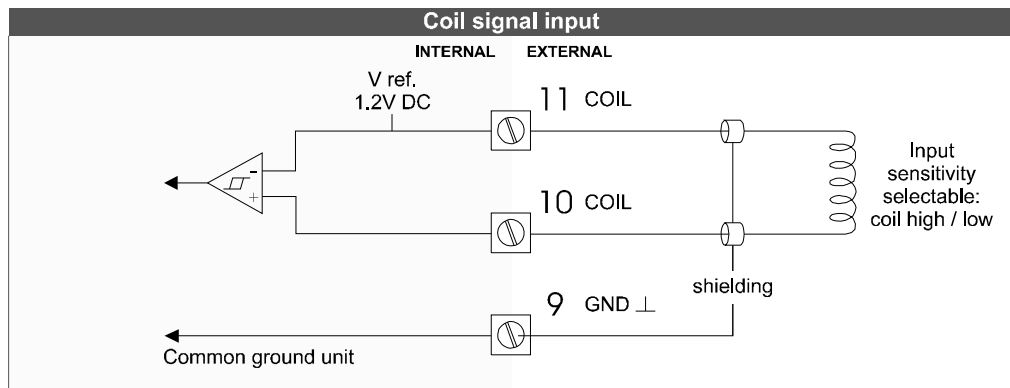 Coil signal input
INTERNAL EXTERNAL
V ref.
1.2V DC
11 COIL
-
+
10 COIL
Input
sensitivity
selectable:
coil high / low
shielding
9 GND ⊥
Common ground unit